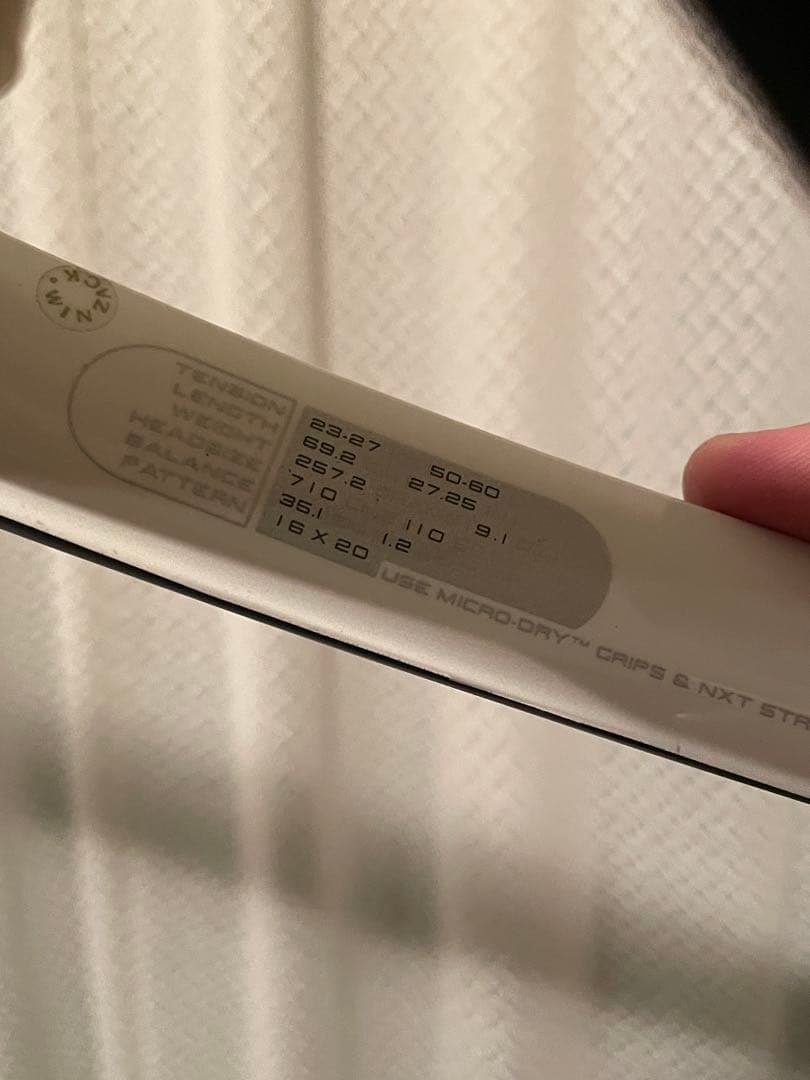 TENSION 23-27 50-60
LENGTH 69.2 27.25
WEIGHT 257.2 9.1
HEADSIZE 710 110
BALANCE 35.1 1.2
PATTERN 16 X 20
USE MICRO-DRY™ GRIPS & NXT STR